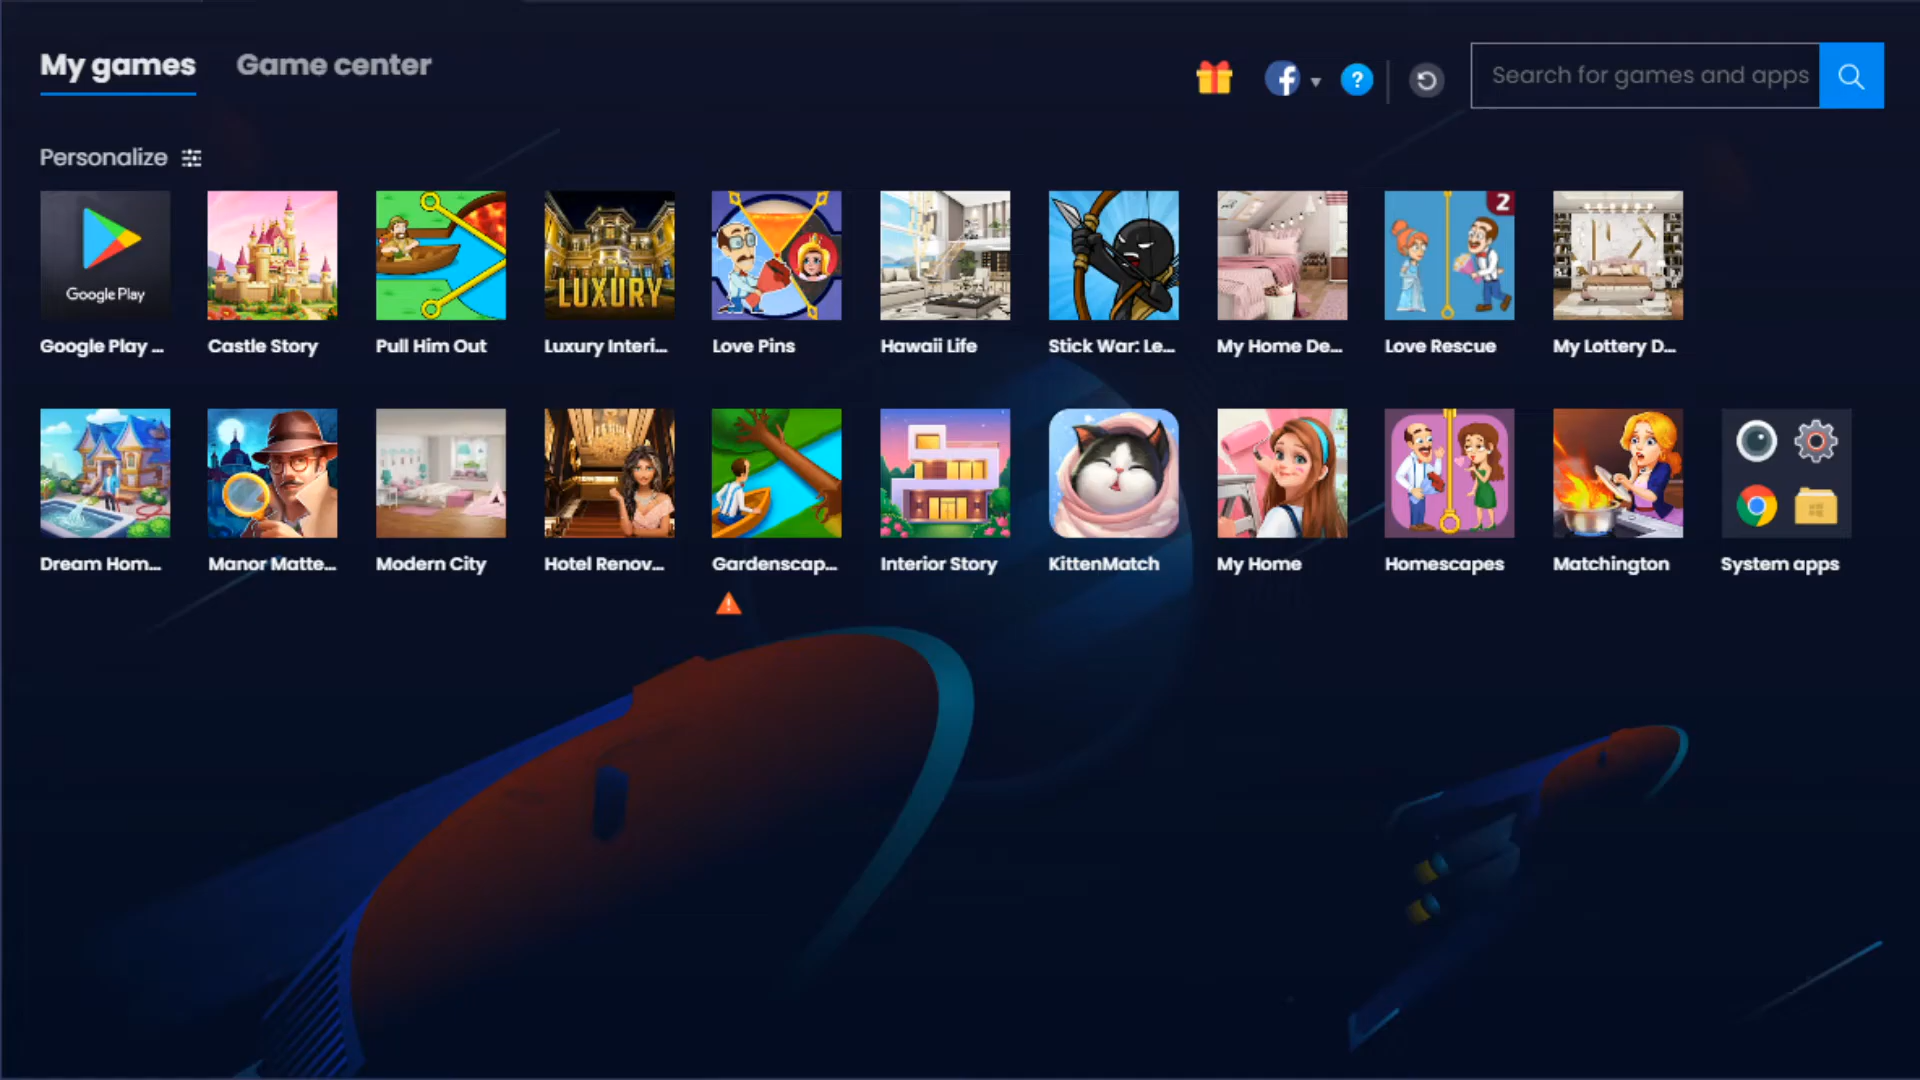 My games Game center
Search for games and apps
Personalize
Google Play
LUXURY
2
Google Play ...
Castle Story
Pull Him Out
Luxury Interi...
Love Pins
Hawaii Life
Stick War: Le...
My Home De...
Love Rescue
My Lottery D...
Dream Hom...
Manor Matte...
Modern City
Hotel Renov...
Gardenscap...
Interior Story
KittenMatch
My Home
Homescapes
Matchington
System apps